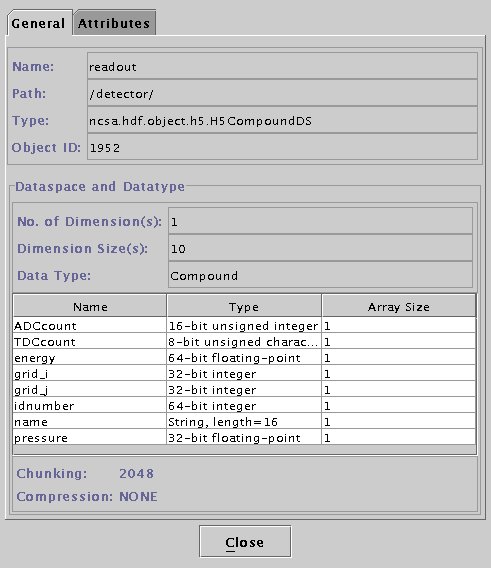 General Attributes
Name: readout
Path: /detector/
Type: ncsa.hdf.object.h5.H5CompoundDS
Object ID: 1952
Dataspace and Datatype
No. of Dimension(s): 1
Dimension Size(s): 10
Data Type: Compound
Name Type Array Size
ADCcount 16-bit unsigned integer 1
TDCcount 8-bit unsigned charac... 1
energy 64-bit floating-point 1
grid_i 32-bit integer 1
grid_j 32-bit integer 1
idnumber 64-bit integer 1
name String, length=16 1
pressure 32-bit floating-point 1
Chunking: 2048
Compression: NONE
Close